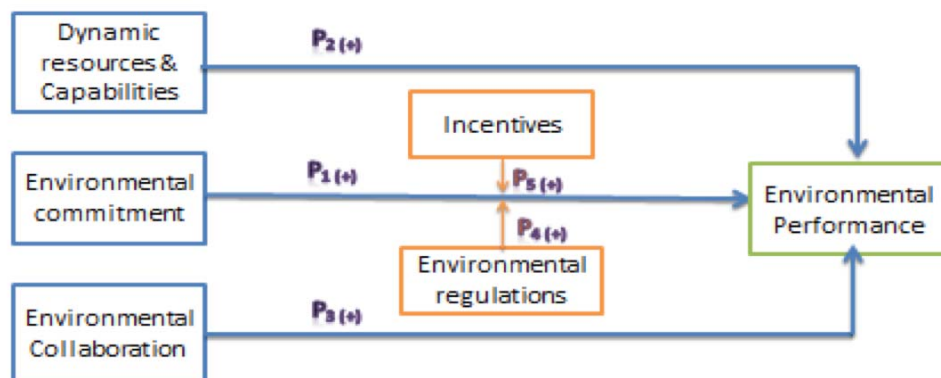 Dynamic
resources &
Capabilities
P2 (+)
Incentives
Environmental
commitment
P1 (+)
P5 (+)
Environmental
Performance
P4 (+)
Environmental
regulations
Environmental
Collaboration
P3 (+)